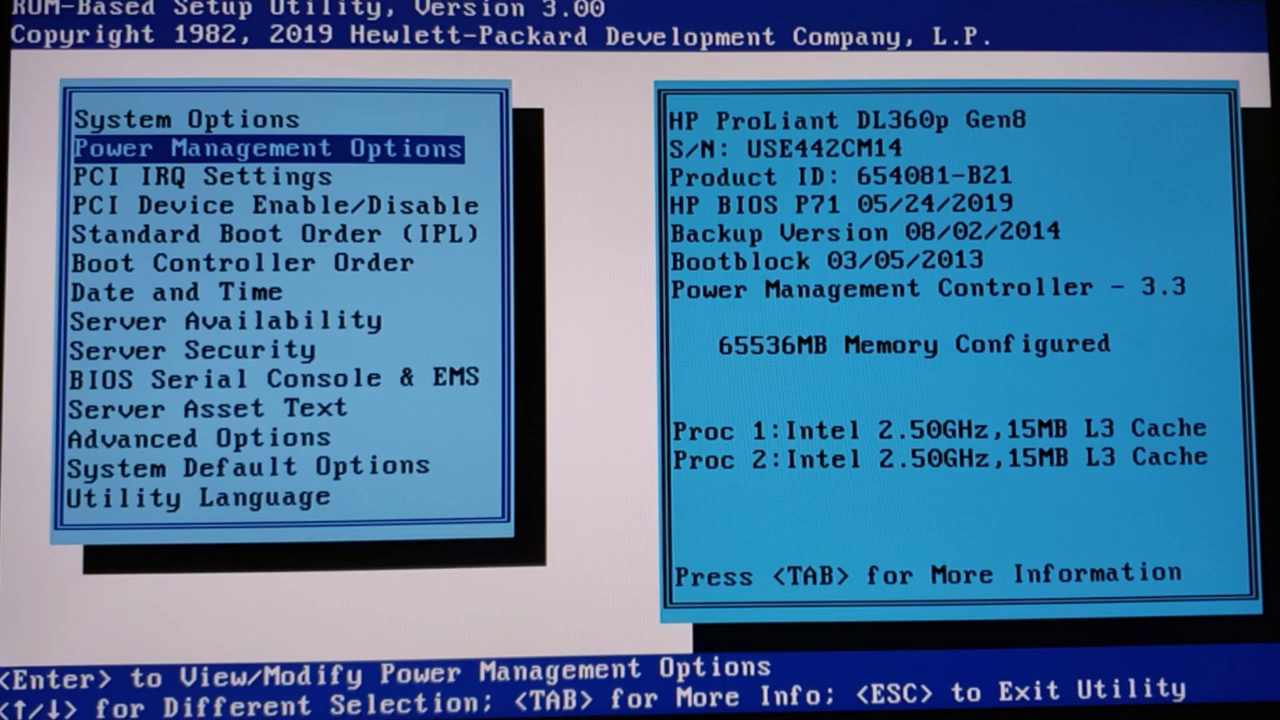 ROM-Based Setup Utility, Version 3.00
Copyright 1982, 2019 Hewlett-Packard Development Company, L.P.
System Options
Power Management Options
PCI IRQ Settings
PCI Device Enable/Disable
Standard Boot Order (IPL)
Boot Controller Order
Date and Time
Server Availability
Server Security
BIOS Serial Console & EMS
Server Asset Text
Advanced Options
System Default Options
Utility Language
HP ProLiant DL360p Gen8
S/N: USE442CM14
Product ID: 654081-B21
HP BIOS P71 05/24/2019
Backup Version 08/02/2014
Bootblock 03/05/2013
Power Management Controller - 3.3
65536MB Memory Configured
Proc 1:Intel 2.50GHz,15MB L3 Cache
Proc 2:Intel 2.50GHz,15MB L3 Cache
Press <TAB> for More Information
<Enter> to View/Modify Power Management Options
<↑/↓> for Different Selection; <TAB> for More Info; <ESC> to Exit Utility